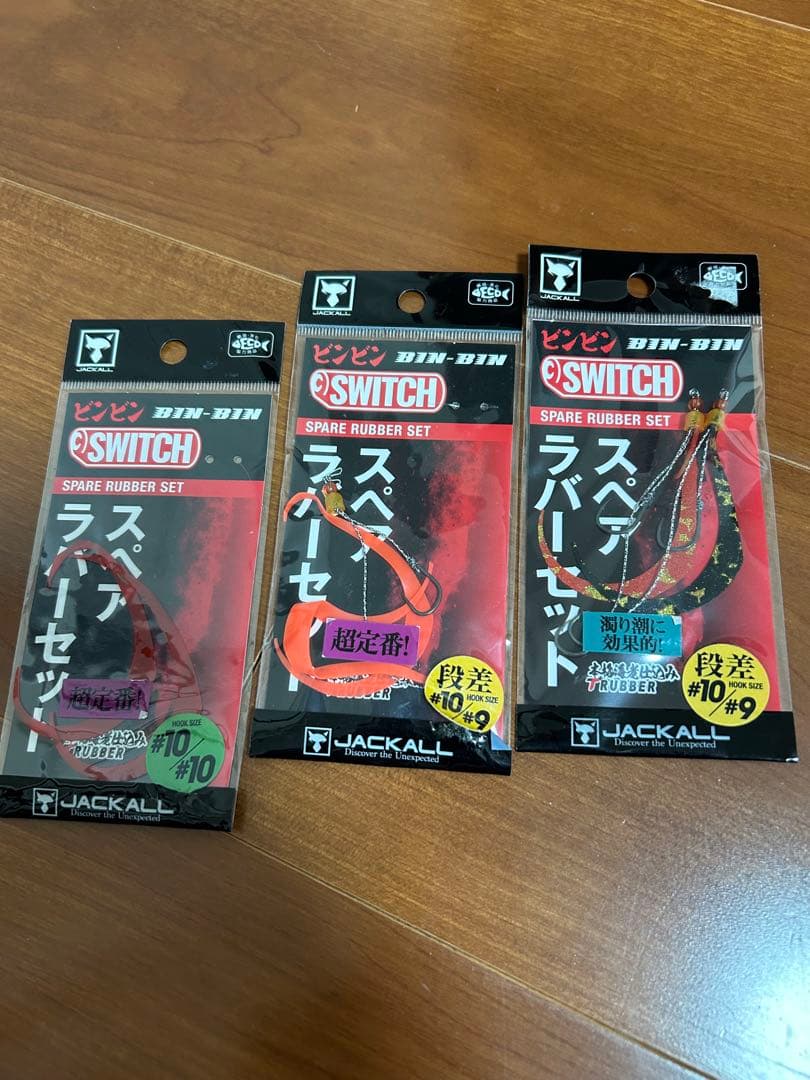 JACKALL
ECO
ビンビン BIN-BIN
SWITCH
SPARE RUBBER SET
スペア
ラバーセット
超定番!
RUBBER
HOOK SIZE
#10/#10
JACKALL
Discover the Unexpected
JACKALL
ECO
ビンビン BIN-BIN
SWITCH
SPARE RUBBER SET
スペア
ラバーセッ
超定番!
RUBBER
段差
#10/#9
HOOK SIZE
JACKALL
Discover the Unexpected
JACKALL
ECO
ビンビン BIN-BIN
SWITCH
SPARE RUBBER SET
スペア
ラバーセット
濁り潮に
効果的!
RUBBER
段差
#10/#9
HOOK SIZE
JACKALL
Discover the Unexpected